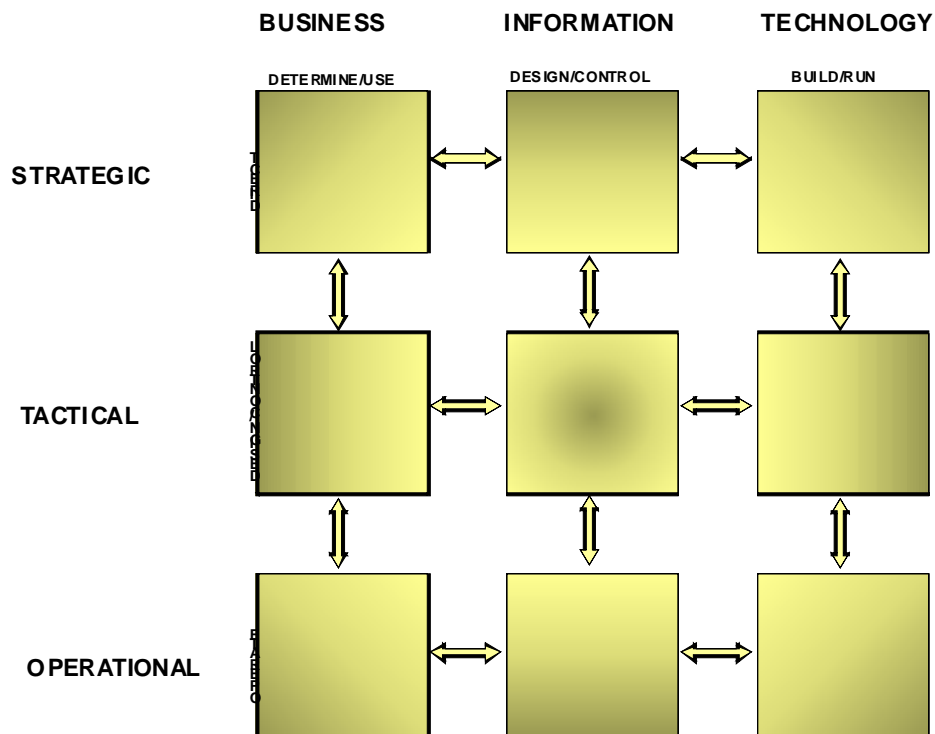 BUSINESS INFORMATION TECHNOLOGY
DETERMINE/USE DESIGN/CONTROL BUILD/RUN
STRATEGIC
TACTICAL
OPERATIONAL